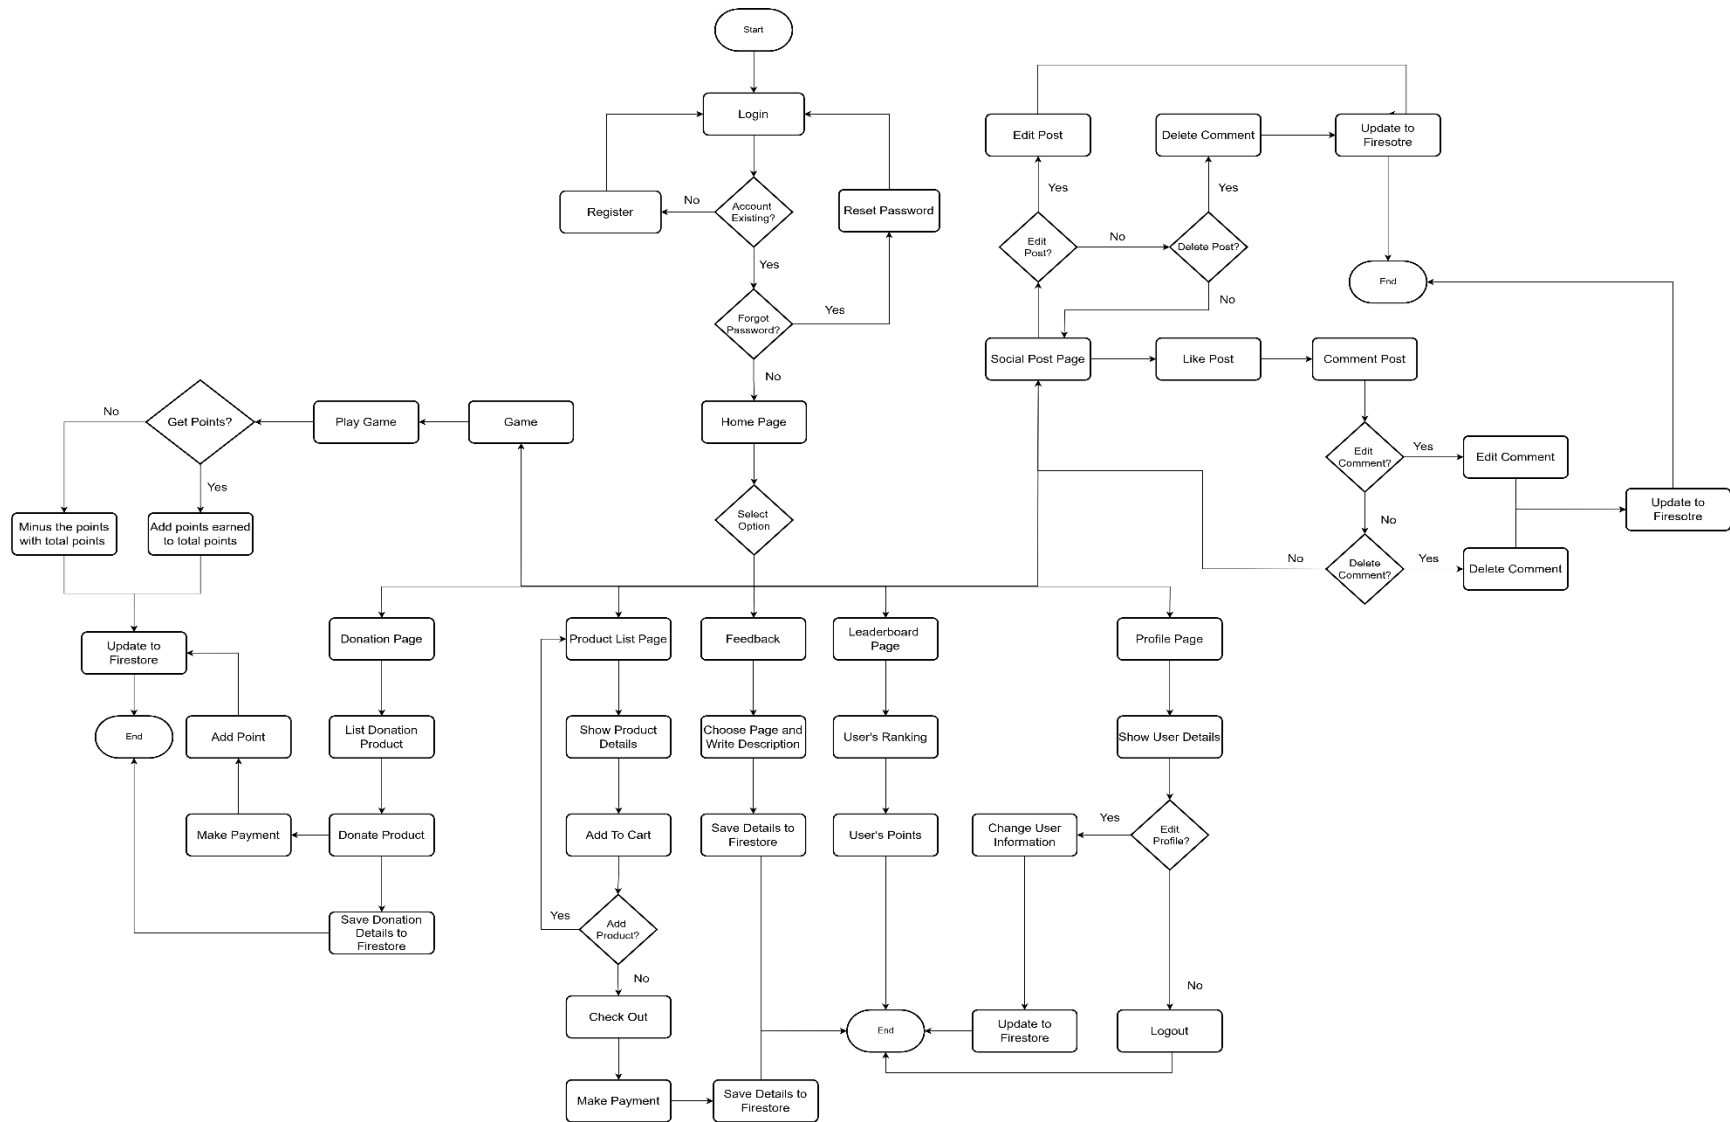 Start
Login
Edit Post
Delete Comment
Update to
Firesotre
Register
No
Account
Existing?
Reset Password
Yes
Yes
Edit
Post?
No
Delete Post?
Yes
No
End
Forgot
Password?
Yes
No
Social Post Page
Like Post
Comment Post
Get Points?
No
Play Game
Game
Home Page
Yes
Edit
Comment?
Yes
Edit Comment
Minus the points
with total points
Add points earned
to total points
Select
Option
No
Update to
Firesotre
No
Delete
Comment?
Yes
Delete Comment
Update to
Firestore
Donation Page
Product List Page
Feedback
Leaderboard
Page
Profile Page
End
Add Point
List Donation
Product
Show Product
Details
Choose Page and
Write Description
User's Ranking
Show User Details
Make Payment
Donate Product
Add To Cart
Save Details to
Firestore
User's Points
Change User
Information
Yes
Edit
Profile?
Save Donation
Details to
Firestore
Yes
Add
Product?
No
No
Check Out
End
Update to
Firestore
Logout
Make Payment
Save Details to
Firestore